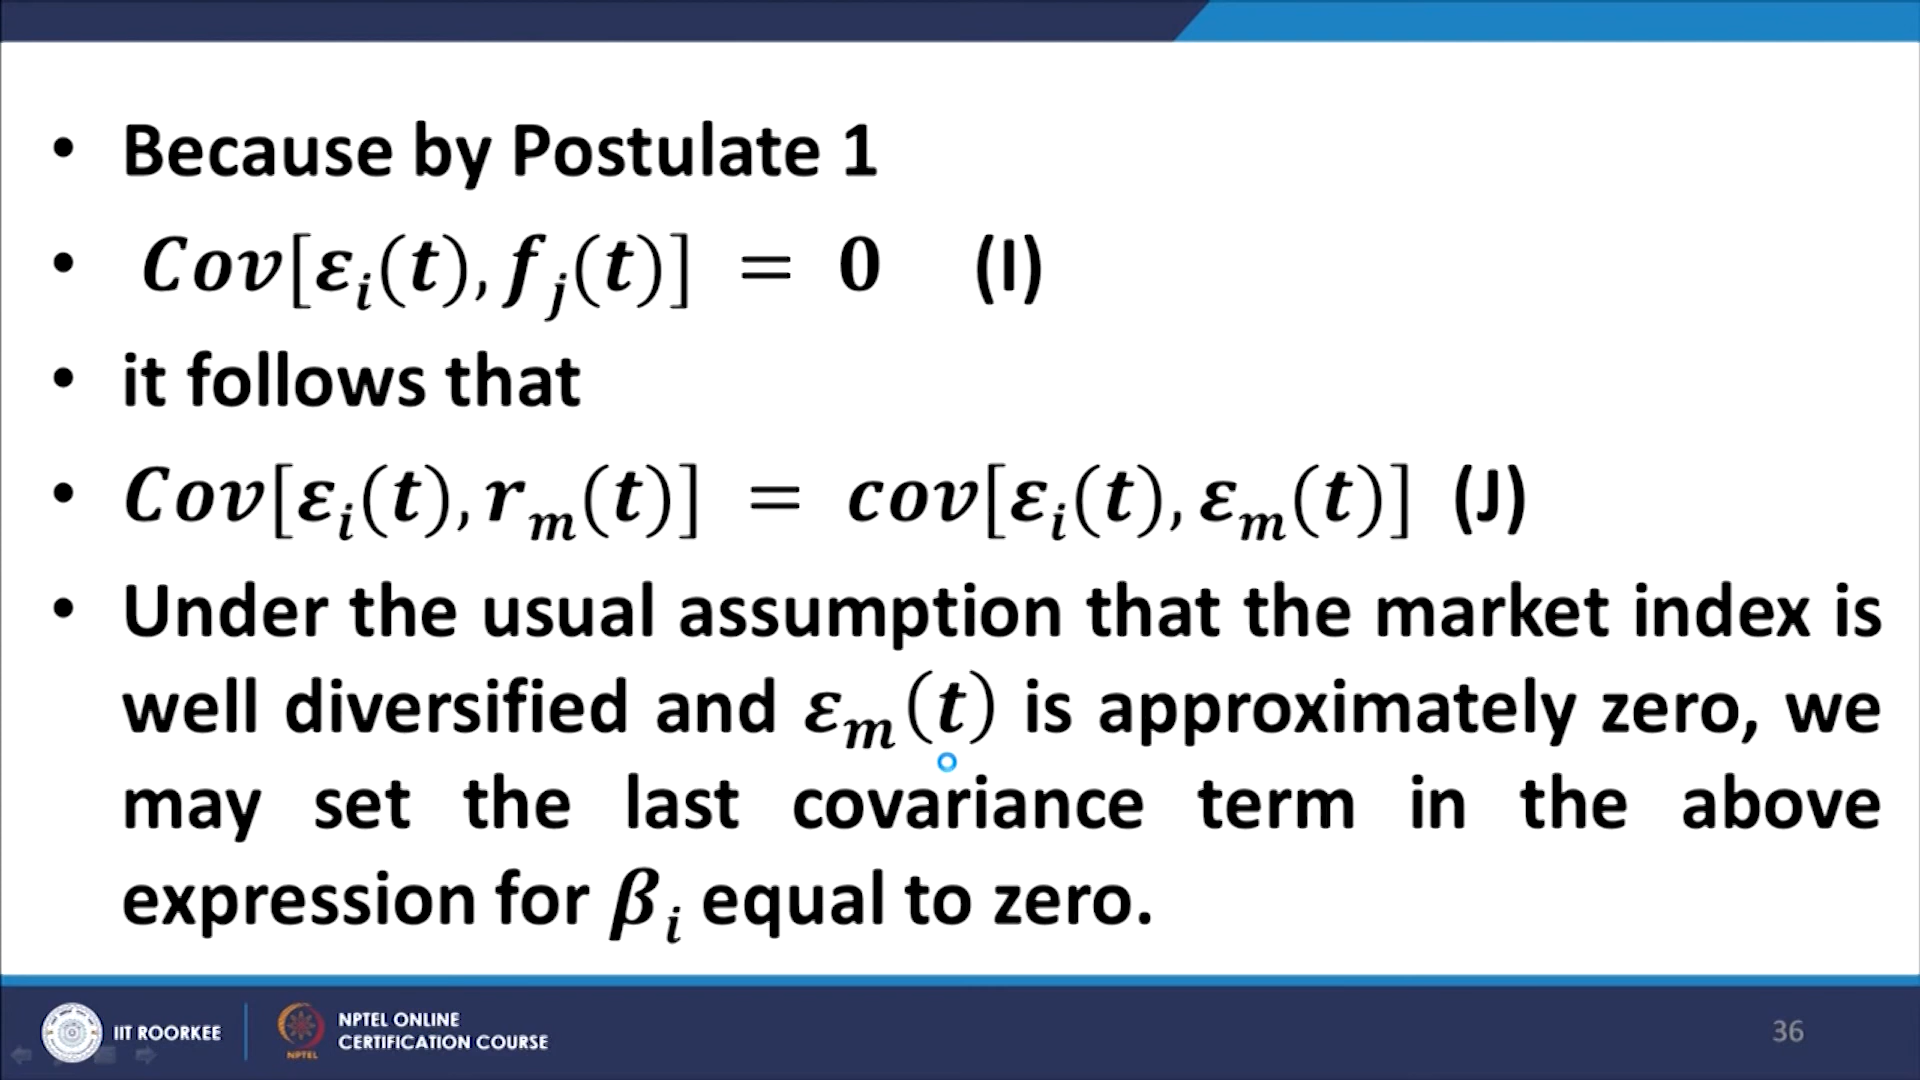 • Because by Postulate 1
• Cov[εᵢ(t), fⱼ(t)] = 0 (I)
• it follows that
• Cov[εᵢ(t), rₘ(t)] = cov[εᵢ(t), εₘ(t)] (J)
• Under the usual assumption that the market index is
well diversified and εₘ(t) is approximately zero, we
may set the last covariance term in the above
expression for βᵢ equal to zero.
IIT ROORKEE
NPTEL
NPTEL ONLINE
CERTIFICATION COURSE
36